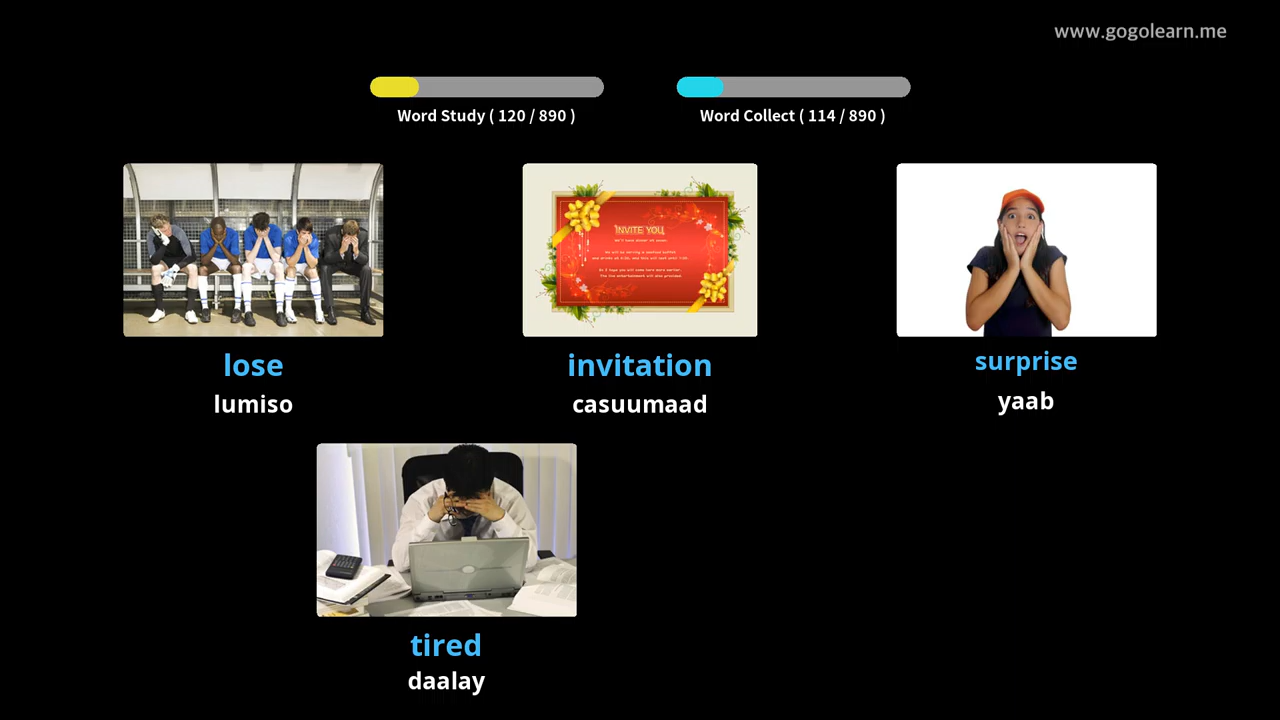 www.gogolearn.me
Word Study ( 120 / 890 )
Word Collect ( 114 / 890 )
INVITE YOU
lose
invitation
surprise
lumiso
casuumaad
yaab
tired
daalay